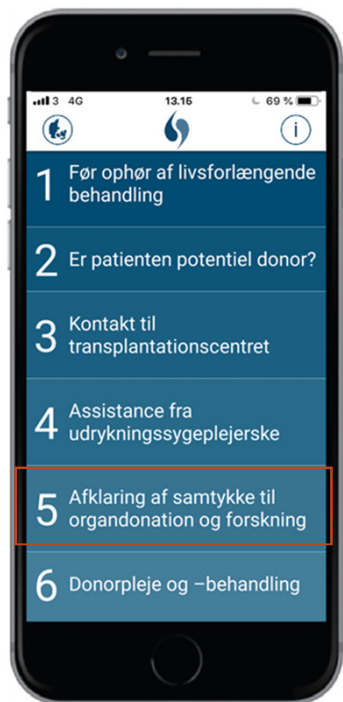 3 4G 13.15 69 %
i
1 Før ophør af livsforlængende
behandling
2 Er patienten potentiel donor?
3 Kontakt til
transplantationscentret
4 Assistance fra
udrykningssygeplejerske
5 Afklaring af samtykke til
organdonation og forskning
6 Donorpleje og –behandling